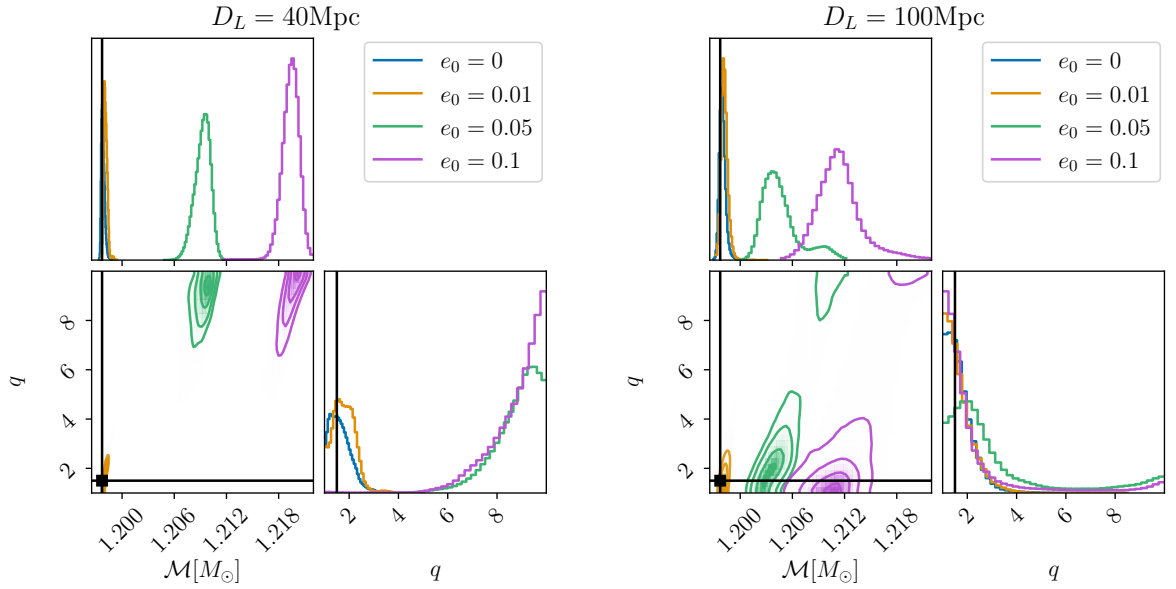 D_L = 40Mpc
e_0 = 0
e_0 = 0.01
e_0 = 0.05
e_0 = 0.1
q
8
6
4
2
1.200
1.206
1.212
1.218
M[M_⊙]
2
4
6
8
q
D_L = 100Mpc
e_0 = 0
e_0 = 0.01
e_0 = 0.05
e_0 = 0.1
q
8
6
4
2
1.200
1.206
1.212
1.218
M[M_⊙]
2
4
6
8
q